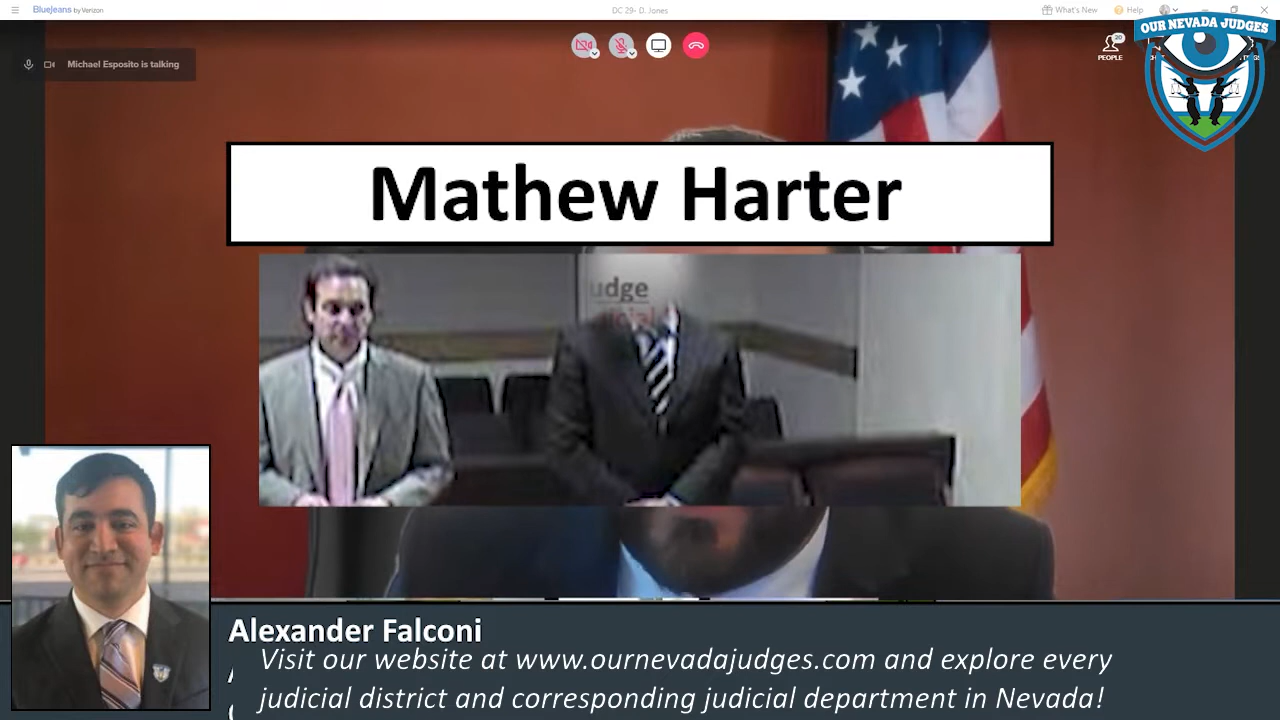 BlueJeans by Verizon
DC 29- D. Jones
What's New
Help
OUR NEVADA JUDGES
Michael Esposito is talking
20
PEOPLE
Mathew Harter
udge
Alexander Falconi
Visit our website at www.ournevadajudges.com and explore every
judicial district and corresponding judicial department in Nevada!